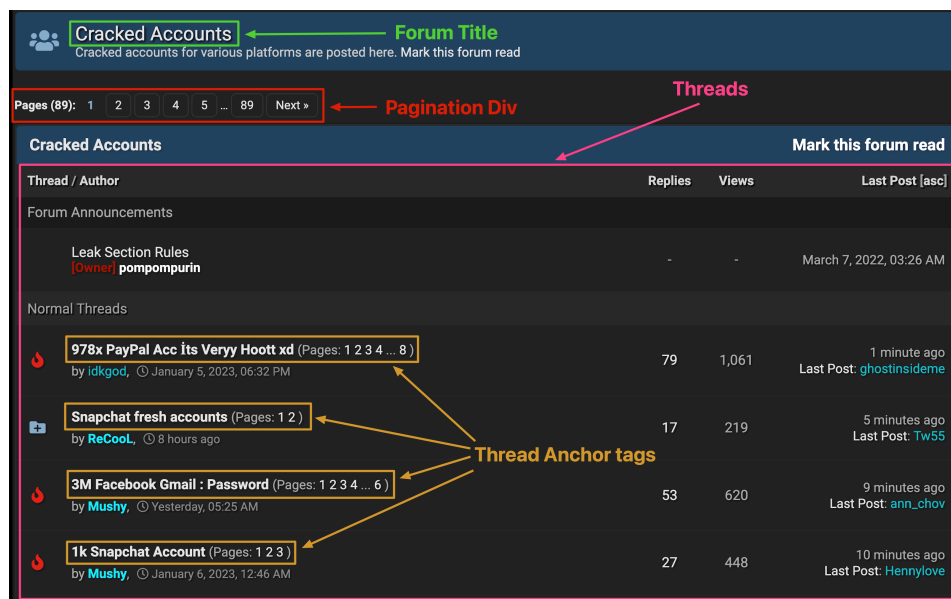 Cracked Accounts
Forum Title
Cracked accounts for various platforms are posted here. Mark this forum read
Pages (89): 1 2 3 4 5 ... 89 Next »
Pagination Div
Threads
Cracked Accounts Mark this forum read
Thread / Author Replies Views Last Post [asc]
Forum Announcements
Leak Section Rules
[Owner] pompompurin - - March 7, 2022, 03:26 AM
Normal Threads
978x PayPal Acc İts Veryy Hoott xd (Pages: 1 2 3 4 ... 8 ) 79 1,061 1 minute ago
by idkgod, January 5, 2023, 06:32 PM Last Post: ghostinsideme
Snapchat fresh accounts (Pages: 1 2 ) 17 219 5 minutes ago
by ReCooL, 8 hours ago Last Post: Tw55
Thread Anchor tags
3M Facebook Gmail : Password (Pages: 1 2 3 4 ... 6 ) 53 620 9 minutes ago
by Mushy, Yesterday, 05:25 AM Last Post: ann_chov
1k Snapchat Account (Pages: 1 2 3 ) 27 448 10 minutes ago
by Mushy, January 6, 2023, 12:46 AM Last Post: Hennylove